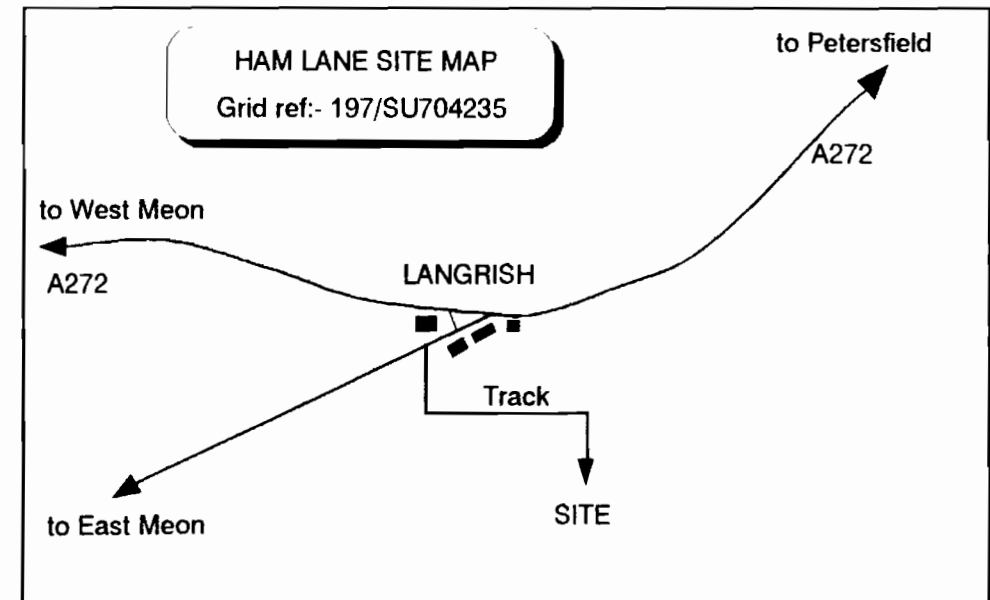 HAM LANE SITE MAP
Grid ref:- 197/SU704235
to Petersfield
A272
to West Meon
A272
LANGRISH
Track
SITE
to East Meon